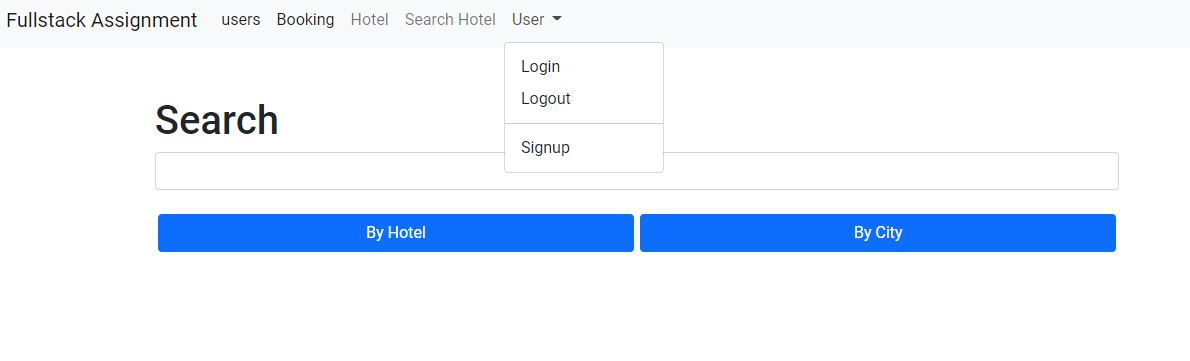 Fullstack Assignment users Booking Hotel Search Hotel User
Login
Logout
Signup
Search
By Hotel By City